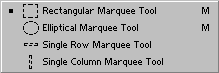 Rectangular Marquee Tool M
Elliptical Marquee Tool M
Single Row Marquee Tool
Single Column Marquee Tool